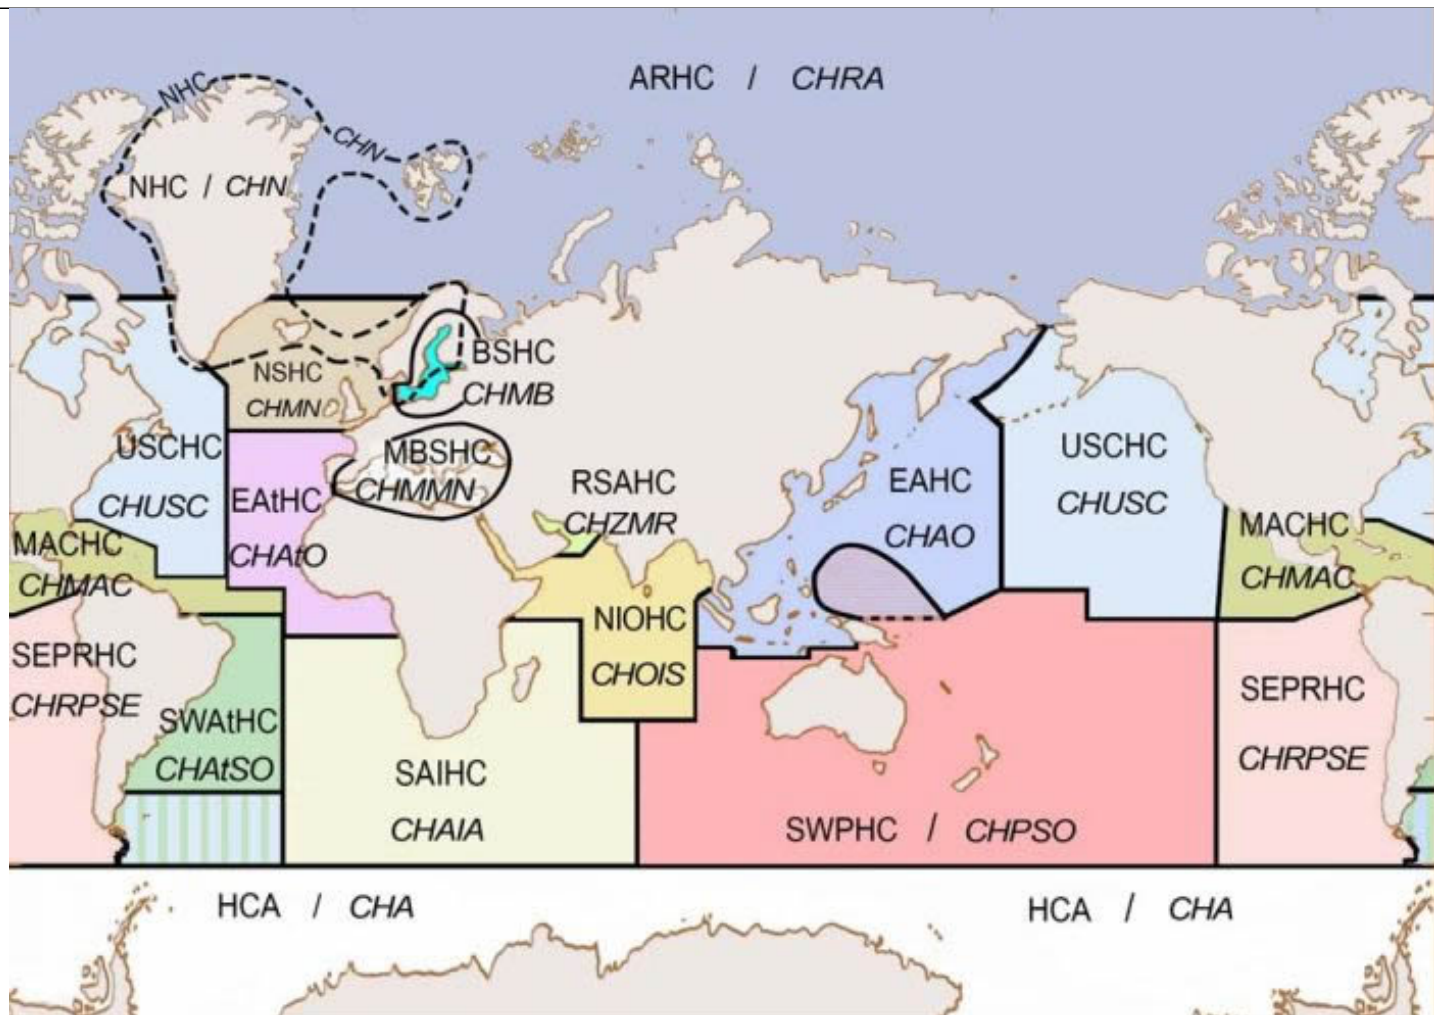 ARHC / CHRA
NHC
CHN
NHC / CHN
BSHC
CHMB
NSHC
CHMN
USCHC
CHUSC
MBSHC
CHMMN
EAtHC
CHAtO
RSAHC
CHZMR
EAHC
CHAO
USCHC
CHUSC
MACHC
CHMAC
MACHC
CHMAC
NIOHC
CHOIS
SEPRHC
CHRPSE
SWAtHC
CHAtSO
SAIHC
CHAIA
SWPHC / CHPSO
SEPRHC
CHRPSE
HCA / CHA
HCA / CHA